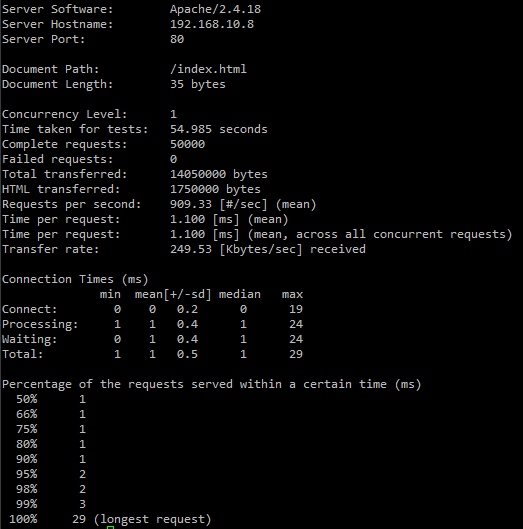 Server Software:        Apache/2.4.18
Server Hostname:        192.168.10.8
Server Port:            80

Document Path:          /index.html
Document Length:        35 bytes

Concurrency Level:      1
Time taken for tests:   54.985 seconds
Complete requests:      50000
Failed requests:        0
Total transferred:      14050000 bytes
HTML transferred:       1750000 bytes
Requests per second:    909.33 [#/sec] (mean)
Time per request:       1.100 [ms] (mean)
Time per request:       1.100 [ms] (mean, across all concurrent requests)
Transfer rate:          249.53 [Kbytes/sec] received

Connection Times (ms)
              min  mean[+/-sd] median   max
Connect:        0    0   0.2      0      19
Processing:     1    1   0.4      1      24
Waiting:        0    1   0.4      1      24
Total:          1    1   0.5      1      29

Percentage of the requests served within a certain time (ms)
  50%      1
  66%      1
  75%      1
  80%      1
  90%      1
  95%      2
  98%      2
  99%      3
 100%     29 (longest request)